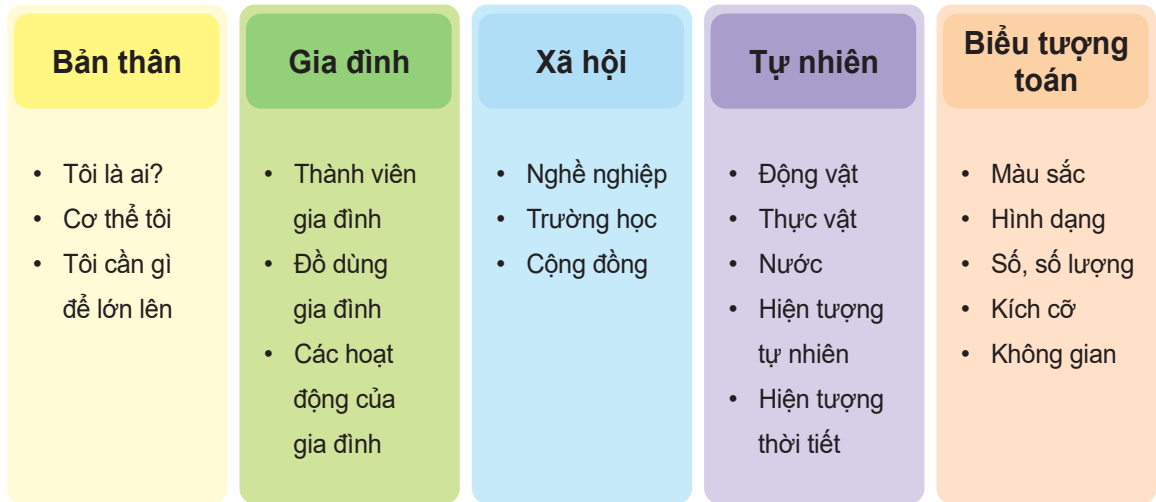 Bản thân
• Tôi là ai?
• Cơ thể tôi
• Tôi cần gì
để lớn lên
Gia đình
• Thành viên
gia đình
• Đồ dùng
gia đình
• Các hoạt
động của
gia đình
Xã hội
• Nghề nghiệp
• Trường học
• Cộng đồng
Tự nhiên
• Động vật
• Thực vật
• Nước
• Hiện tượng
tự nhiên
• Hiện tượng
thời tiết
Biểu tượng
toán
• Màu sắc
• Hình dạng
• Số, số lượng
• Kích cỡ
• Không gian